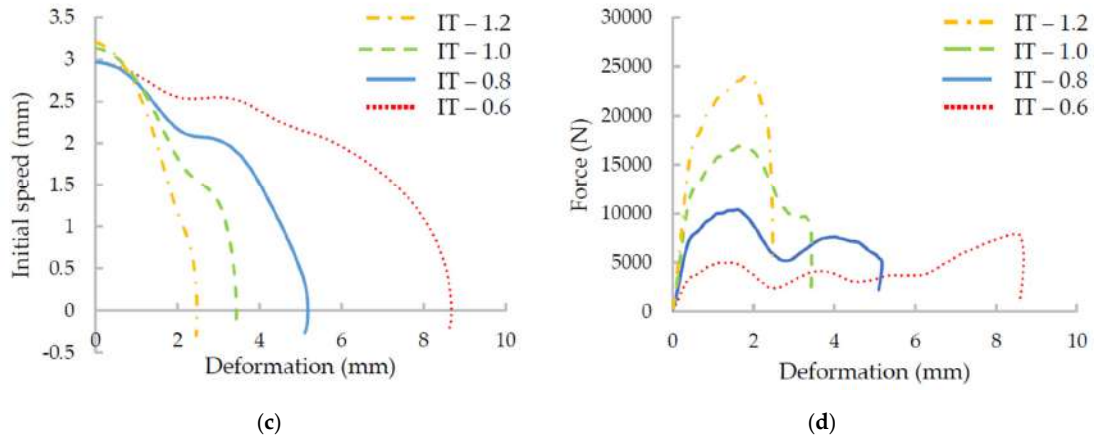 3.5
3
2.5
2
1.5
1
0.5
0
-0.5
Initial speed (mm)
0
2
4
6
8
10
Deformation (mm)
IT – 1.2
IT – 1.0
IT – 0.8
IT – 0.6
(c)
30000
25000
20000
15000
10000
5000
0
Force (N)
0
2
4
6
8
10
Deformation (mm)
IT – 1.2
IT – 1.0
IT – 0.8
IT – 0.6
(d)